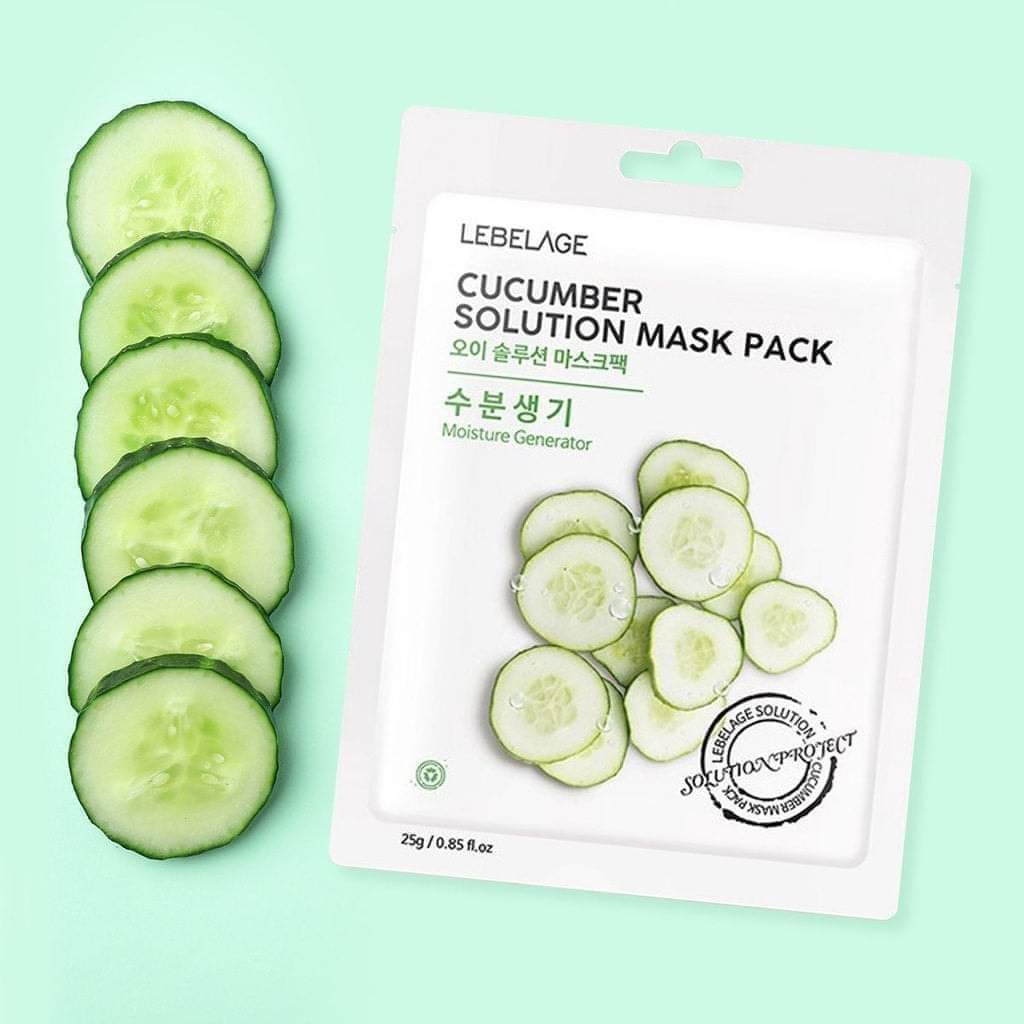 LEBELAGE
CUCUMBER
SOLUTION MASK PACK
오이 솔루션 마스크팩
수분생기
Moisture Generator
LEBELAGE SOLUTION
SOLUTION PROJECT
CUCUMBER MASK PACK
25g / 0.85 fl.oz